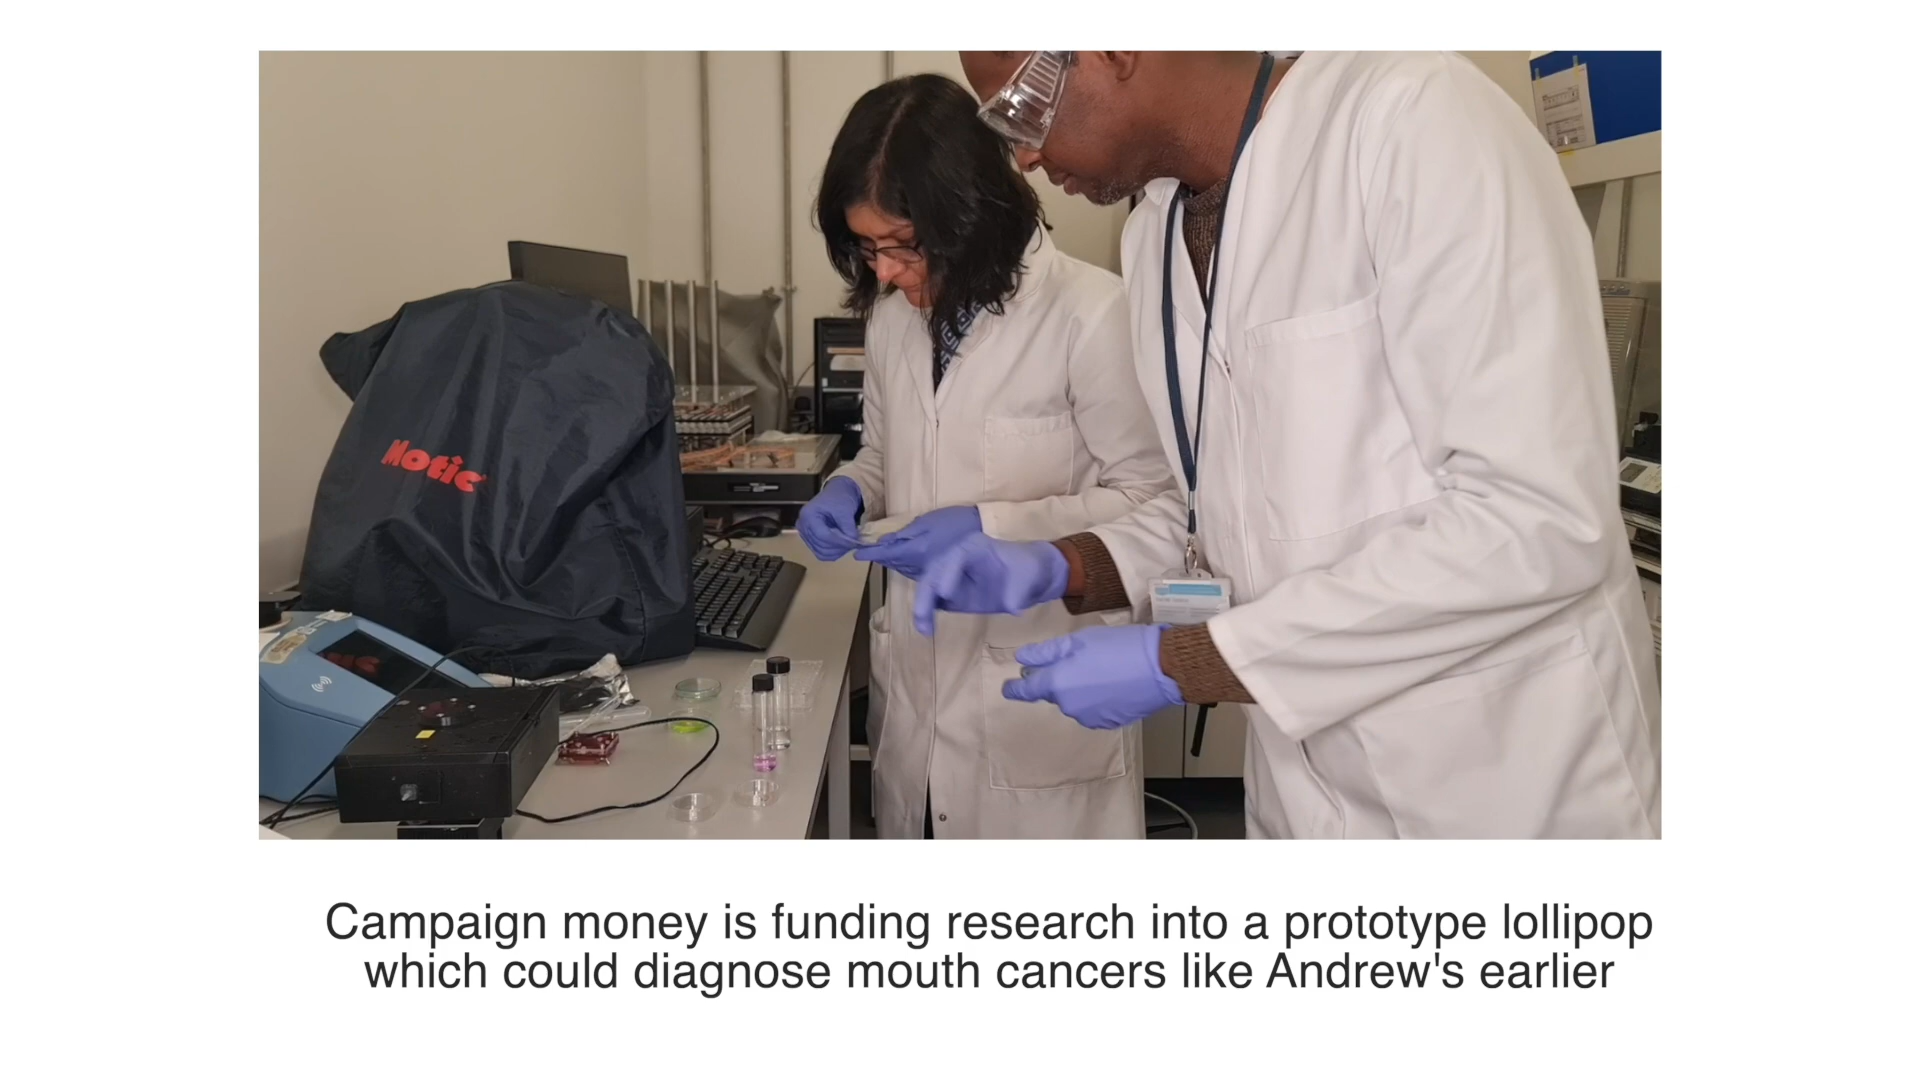 Motic
Campaign money is funding research into a prototype lollipop
which could diagnose mouth cancers like Andrew's earlier